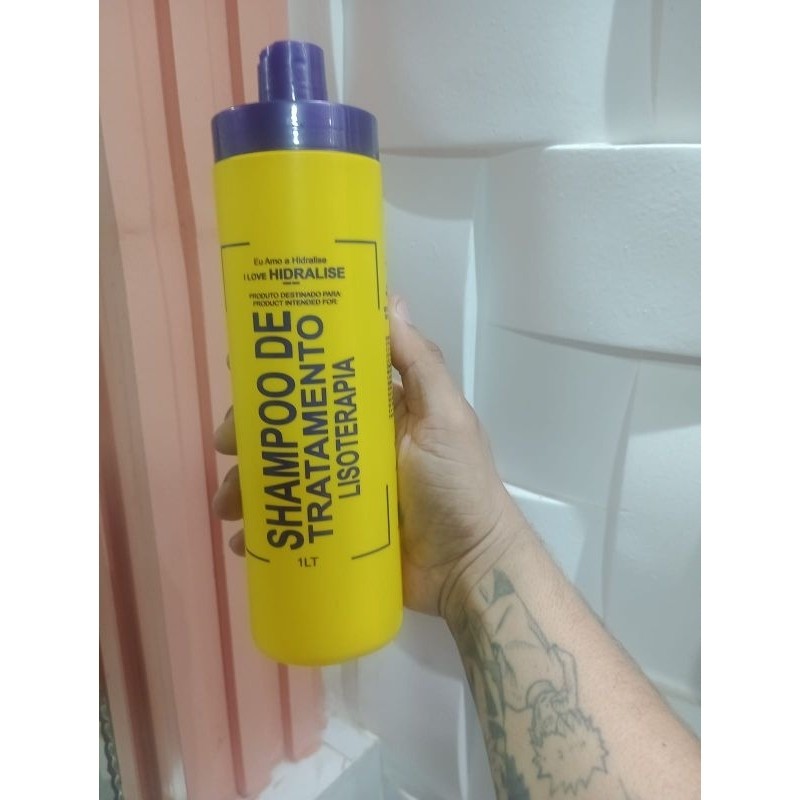 Eu Amo a Hidralise
I LOVE HIDRALISE
PRODUTO DESTINADO PARA
PRODUCT INTENDED FOR
SHAMPOO DE
TRATAMENTO
LISOTERAPIA
1LT